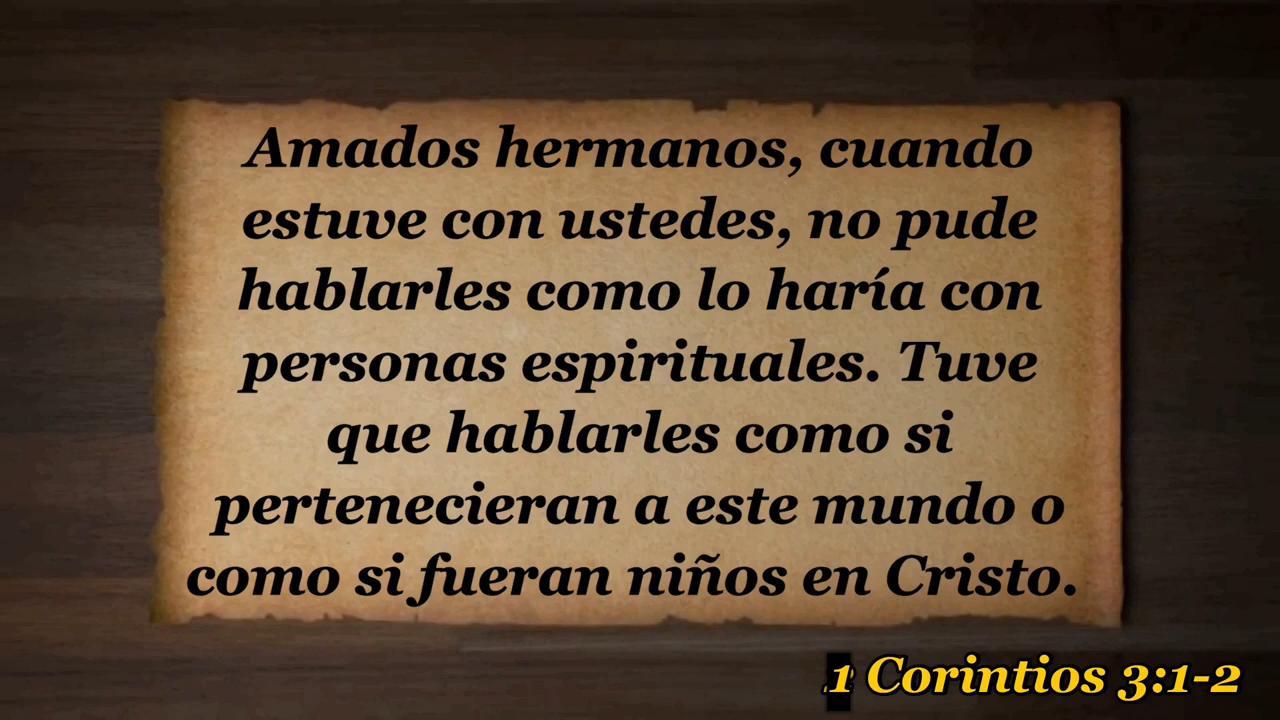 Amados hermanos, cuando
estuve con ustedes, no pude
hablarles como lo haría con
personas espirituales. Tuve
que hablarles como si
pertenecieran a este mundo o
como si fueran niños en Cristo.
1 Corintios 3:1-2